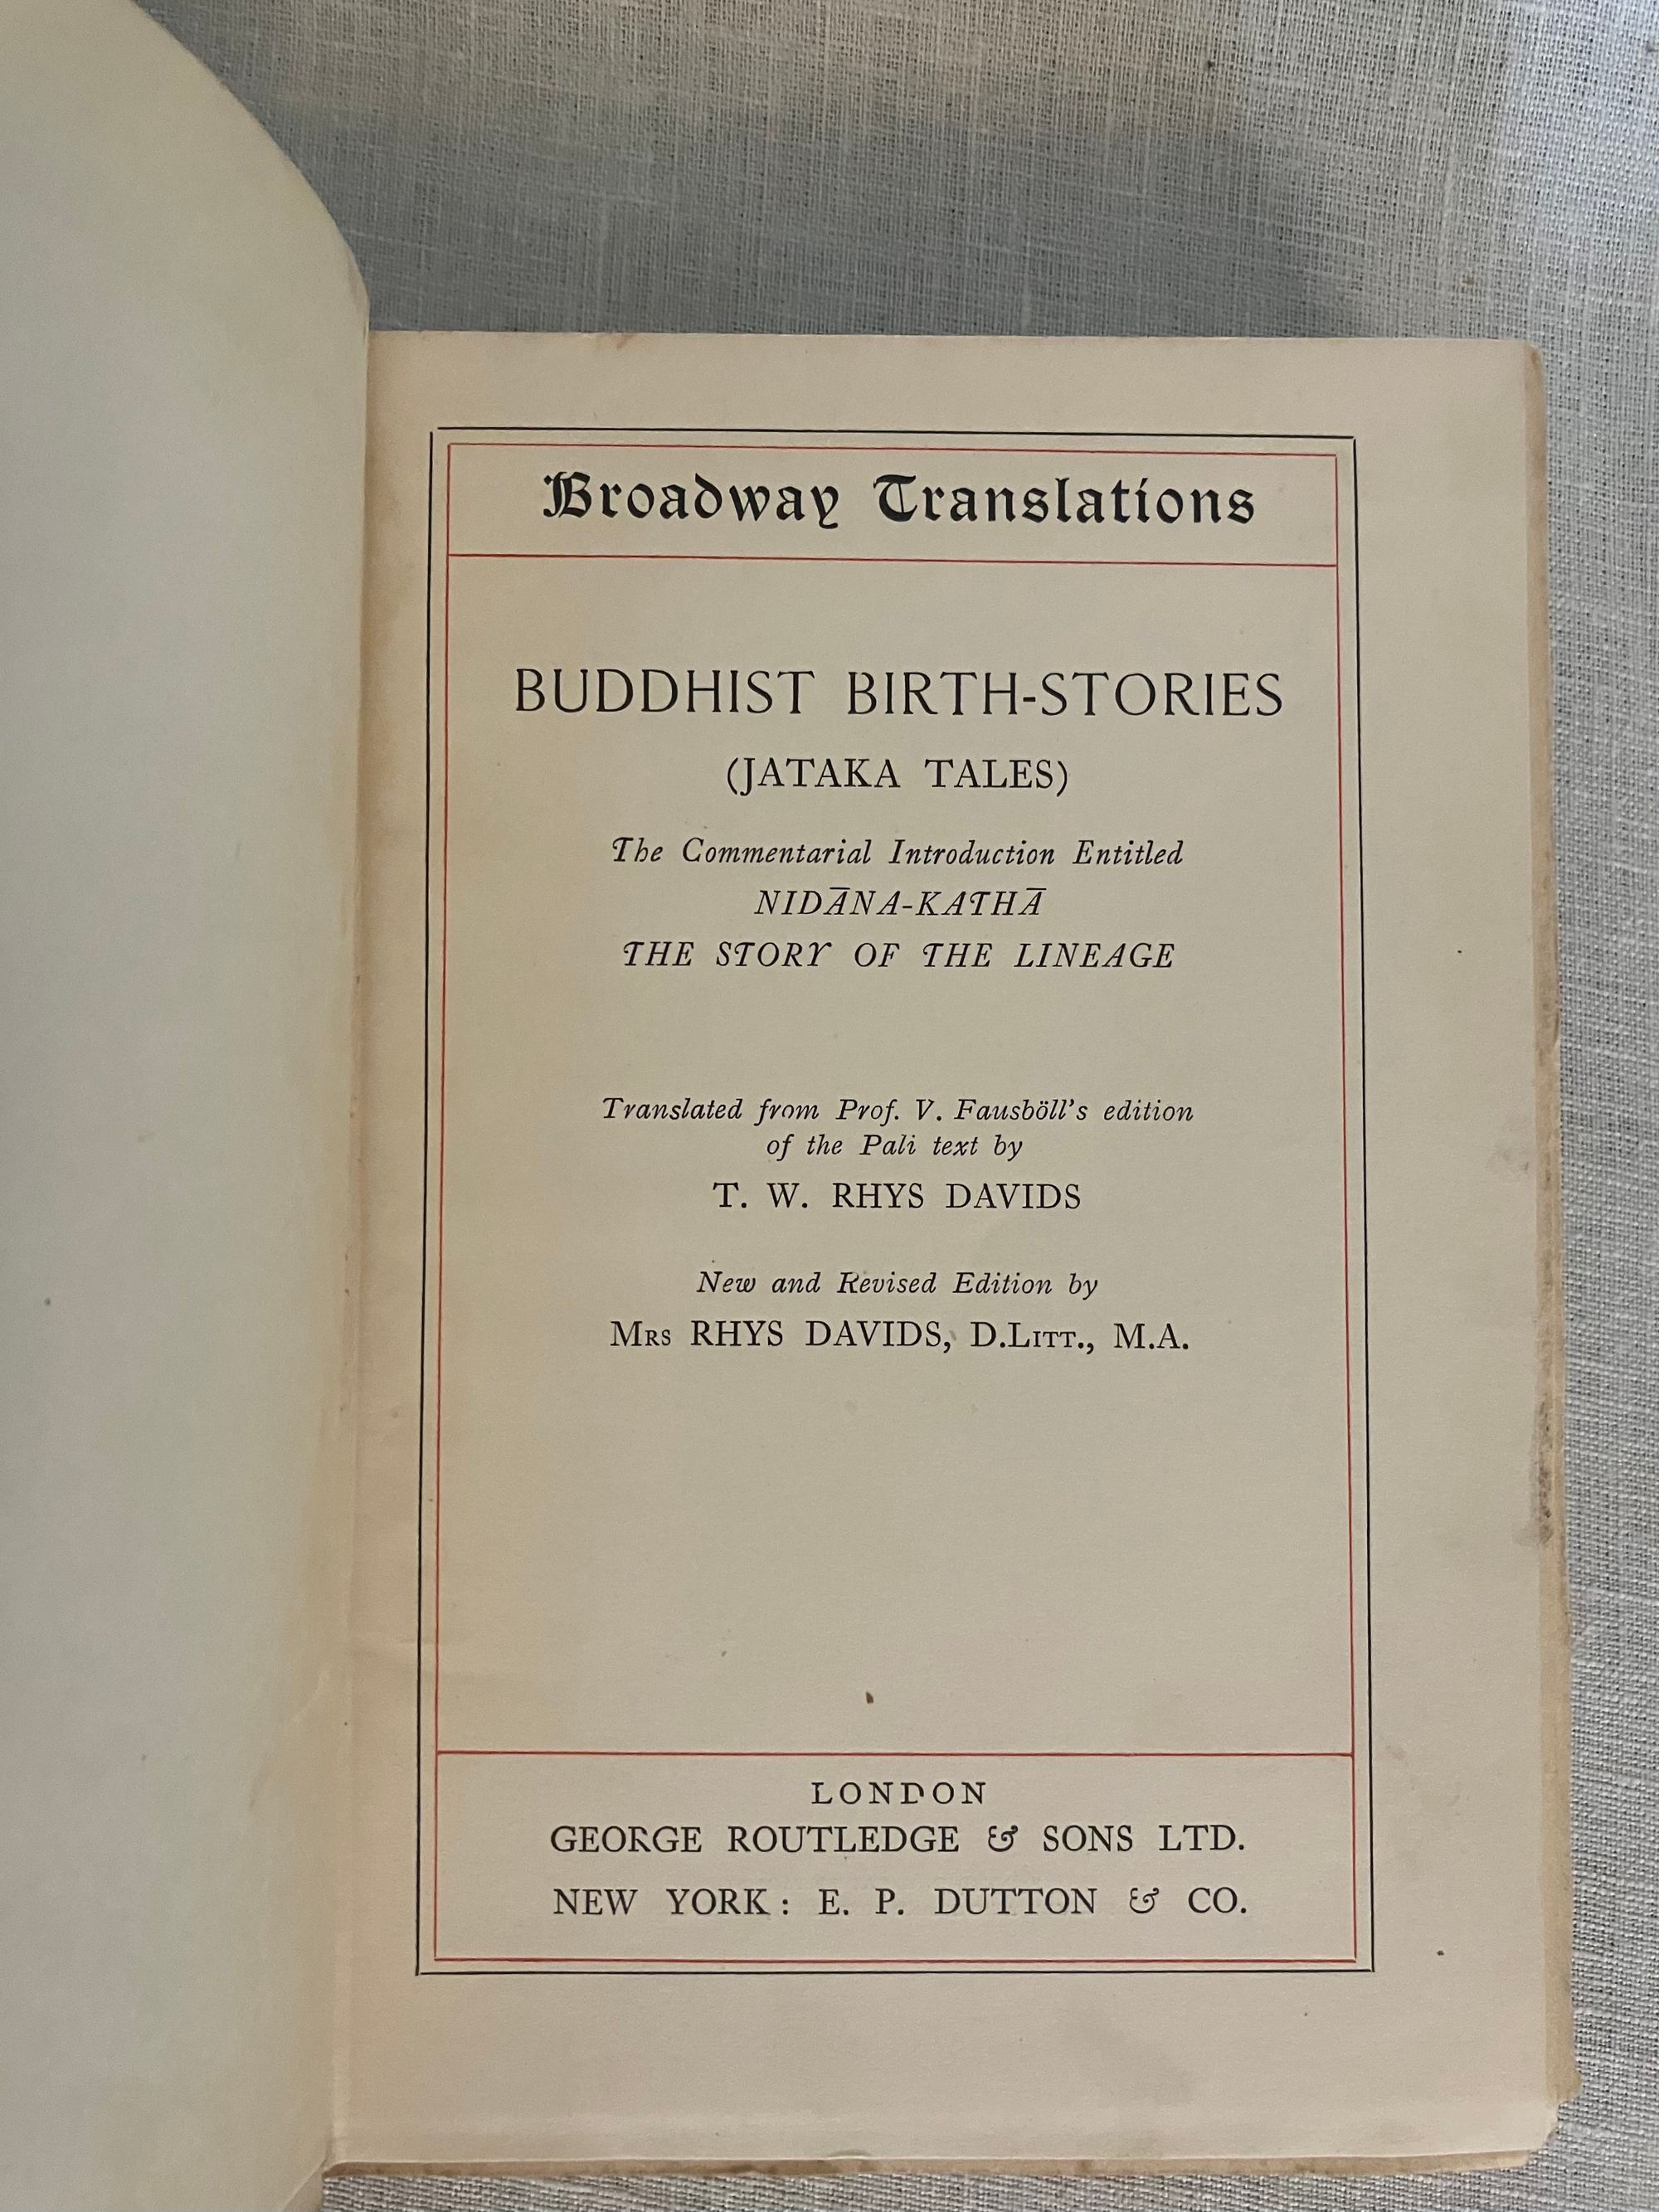 Broadway Translations
BUDDHIST BIRTH-STORIES
(JATAKA TALES)
The Commentarial Introduction Entitled
NIDĀNA-KATHĀ
THE STORY OF THE LINEAGE
Translated from Prof. V. Fausböll's edition
of the Pali text by
T. W. RHYS DAVIDS
New and Revised Edition by
MRS RHYS DAVIDS, D.LITT., M.A.
LONDON
GEORGE ROUTLEDGE & SONS LTD.
NEW YORK: E. P. DUTTON & CO.